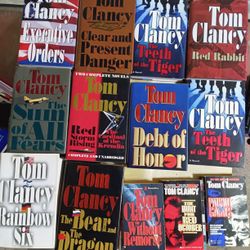 Tom
Clancy
Executive
Orders
Tom
Clancy
Clear and
Present Danger
Tom
Clancy
The Teeth
of the Tiger
Tom
Clancy
Red Rabbit
Tom
Clancy
The Sum
of All
Fears
TWO COMPLETE NOVELS
Tom
Clancy
Red
Storm Rising
The
Cardinal of the
Kremlin
COMPLETE AND UNABRIDGED
Tom
Clancy
Debt of
Honor
Tom
Clancy
The Teeth
of the Tiger
Tom
Clancy
Rainbow
Six
Tom
Clancy
The Bear
and The
Dragon
Tom
Clancy
Without
Remorse
TOM CLANCY
THE
HUNT
FOR
RED
OCTOBER
TOM CLANCY